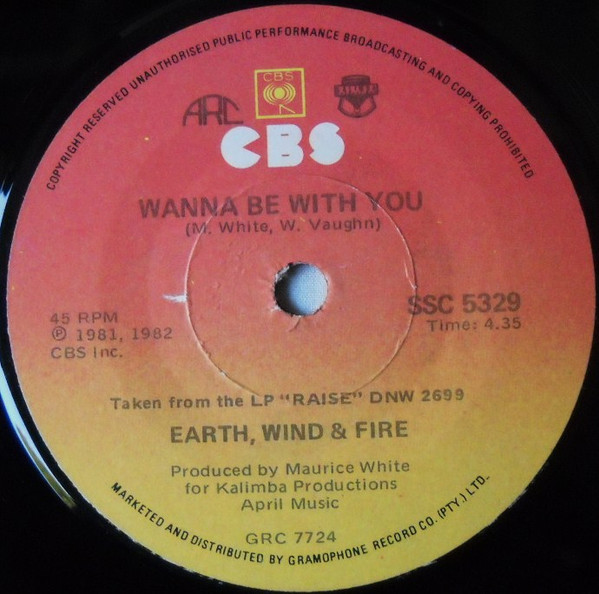 COPYRIGHT RESERVED UNAUTHORISED PUBLIC PERFORMANCE BROADCASTING AND COPYING PROHIBITED
ARC
CBS
CBS
WANNA BE WITH YOU
(M. White, W. Vaughn)
45 RPM
Ⓟ 1981, 1982
CBS Inc.
SSC 5329
Time: 4.35
Taken from the LP "RAISE" DNW 2699
EARTH, WIND & FIRE
Produced by Maurice White
for Kalimba Productions
April Music
GRC 7724
MARKETED AND DISTRIBUTED BY GRAMOPHONE RECORD CO. (PTY.) LTD.